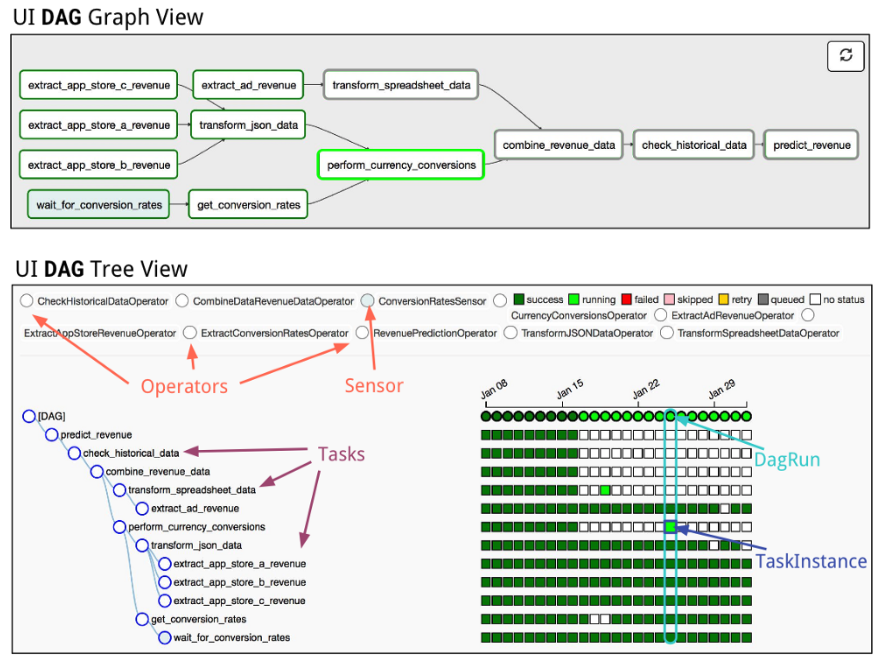 UI DAG Graph View
extract_app_store_c_revenue
extract_ad_revenue
transform_spreadsheet_data
extract_app_store_a_revenue
transform_json_data
combine_revenue_data
check_historical_data
predict_revenue
extract_app_store_b_revenue
perform_currency_conversions
wait_for_conversion_rates
get_conversion_rates
UI DAG Tree View
CheckHistoricalDataOperator
CombineDataRevenueDataOperator
ConversionRatesSensor
success
running
failed
skipped
retry
queued
no status
CurrencyConversionsOperator
ExtractAdRevenueOperator
ExtractAppStoreRevenueOperator
ExtractConversionRatesOperator
RevenuePredictionOperator
TransformJSONDataOperator
TransformSpreadsheetDataOperator
Operators
Sensor
Jan 08
Jan 15
Jan 22
Jan 29
[DAG]
predict_revenue
check_historical_data
Tasks
DagRun
combine_revenue_data
transform_spreadsheet_data
extract_ad_revenue
perform_currency_conversions
transform_json_data
TaskInstance
extract_app_store_a_revenue
extract_app_store_b_revenue
extract_app_store_c_revenue
get_conversion_rates
wait_for_conversion_rates